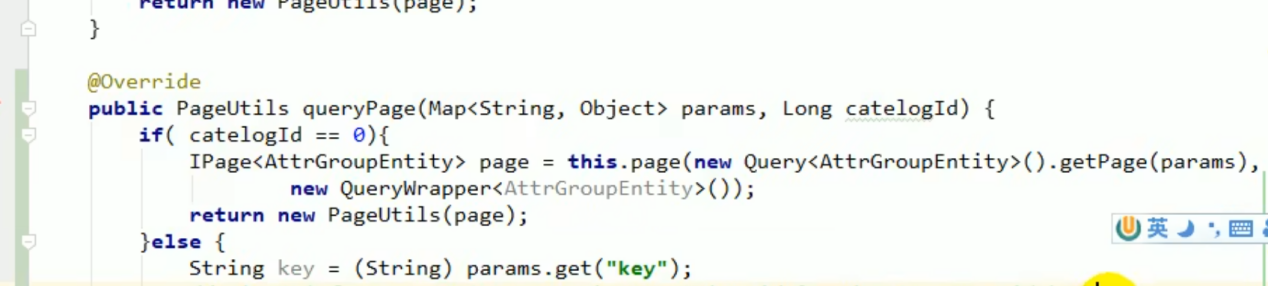 return new PageUtils(page);
}
@Override
public PageUtils queryPage(Map<String, Object> params, Long catelogId) {
if( catelogId == 0){
IPage<AttrGroupEntity> page = this.page(new Query<AttrGroupEntity>().getPage(params),
new QueryWrapper<AttrGroupEntity>());
return new PageUtils(page);
}else {
String key = (String) params.get("key");
英